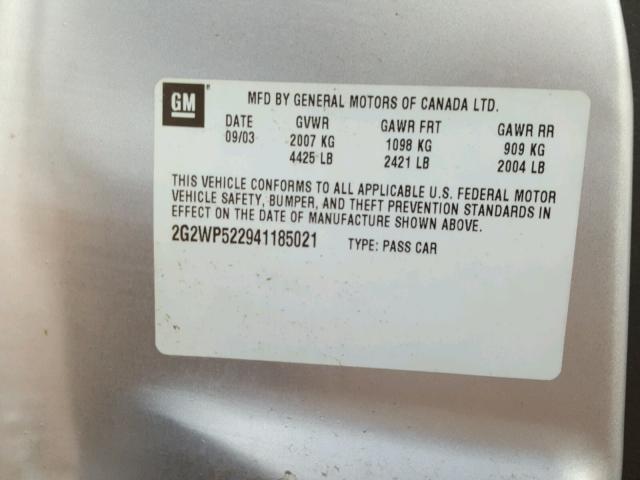 GM ®
MFD BY GENERAL MOTORS OF CANADA LTD.
DATE GVWR GAWR FRT GAWR RR
09/03 2007 KG 1098 KG 909 KG
4425 LB 2421 LB 2004 LB
THIS VEHICLE CONFORMS TO ALL APPLICABLE U.S. FEDERAL MOTOR
VEHICLE SAFETY, BUMPER, AND THEFT PREVENTION STANDARDS IN
EFFECT ON THE DATE OF MANUFACTURE SHOWN ABOVE.
2G2WP522941185021 TYPE: PASS CAR